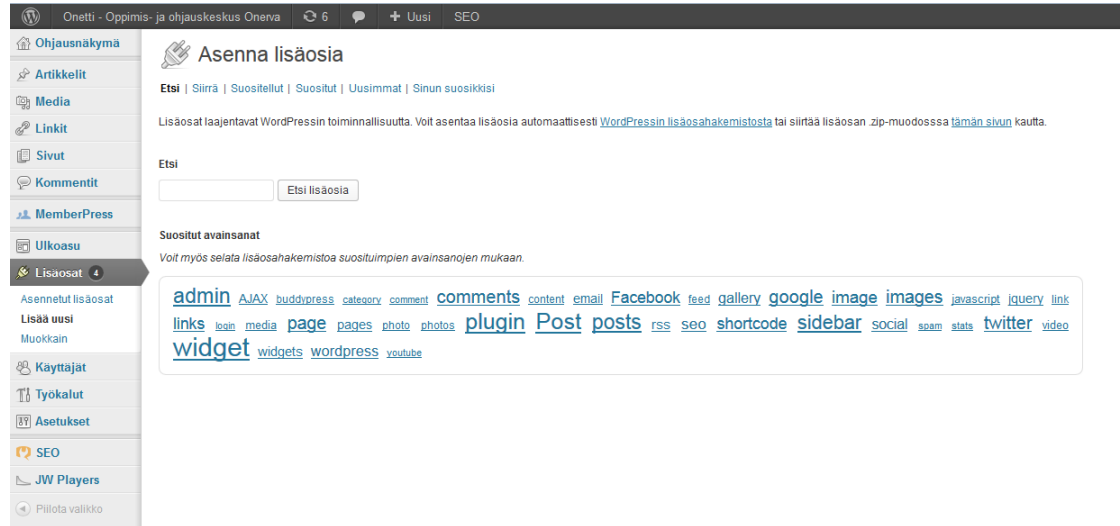 Onetti - Oppimis- ja ohjauskeskus Onerva 6 Uusi SEO
Ohjausnäkymä
Artikkelit
Media
Linkit
Sivut
Kommentit
MemberPress
Ulkoasu
Lisäosat 4
Asennetut lisäosat
Lisää uusi
Muokkain
Käyttäjät
Työkalut
Asetukset
SEO
JW Players
Piilota valikko
Asenna lisäosia
Etsi | Siirrä | Suositellut | Suositut | Uusimmat | Sinun suosikkisi
Lisäosat laajentavat WordPressin toiminnallisuutta. Voit asentaa lisäosia automaattisesti WordPressin lisäosahakemistosta tai siirtää lisäosan .zip-muodosssa tämän sivun kautta.
Etsi
Etsi lisäosia
Suositut avainsanat
Voit myös selata lisäosahakemistoa suosituimpien avainsanojen mukaan.
admin AJAX buddypress category comment comments content email Facebook feed gallery google image images javascript jquery link
links login media page pages photo photos plugin Post posts rss seo shortcode sidebar social spam stats twitter video
widget widgets wordpress youtube